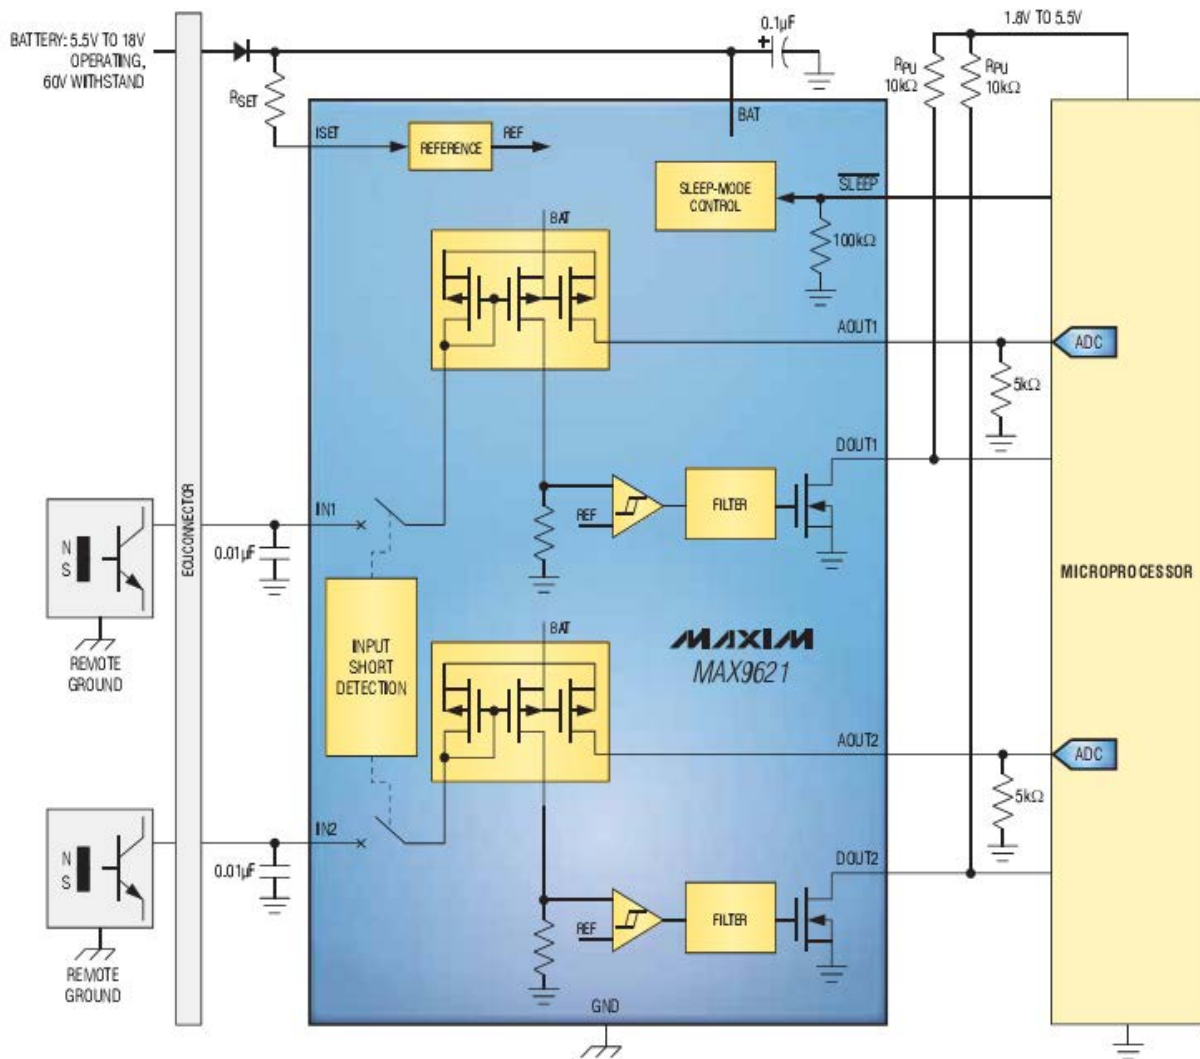 BATTERY: 5.5V TO 18V
OPERATING,
60V WITHSTAND
0.1µF
+
1.8V TO 5.5V
RPU
10kΩ
RPU
10kΩ
RSET
BAT
ISET
REFERENCE
REF
SLEEP-MODE
CONTROL
SLEEP
100kΩ
BAT
AOUT1
ADC
5kΩ
DOUT1
ECU CONNECTOR
IN1
REF
FILTER
N
S
0.01µF
MICROPROCESSOR
REMOTE
GROUND
INPUT
SHORT
DETECTION
BAT
MAXIM
MAX9621
AOUT2
ADC
5kΩ
IN2
DOUT2
N
S
0.01µF
REF
FILTER
REMOTE
GROUND
GND